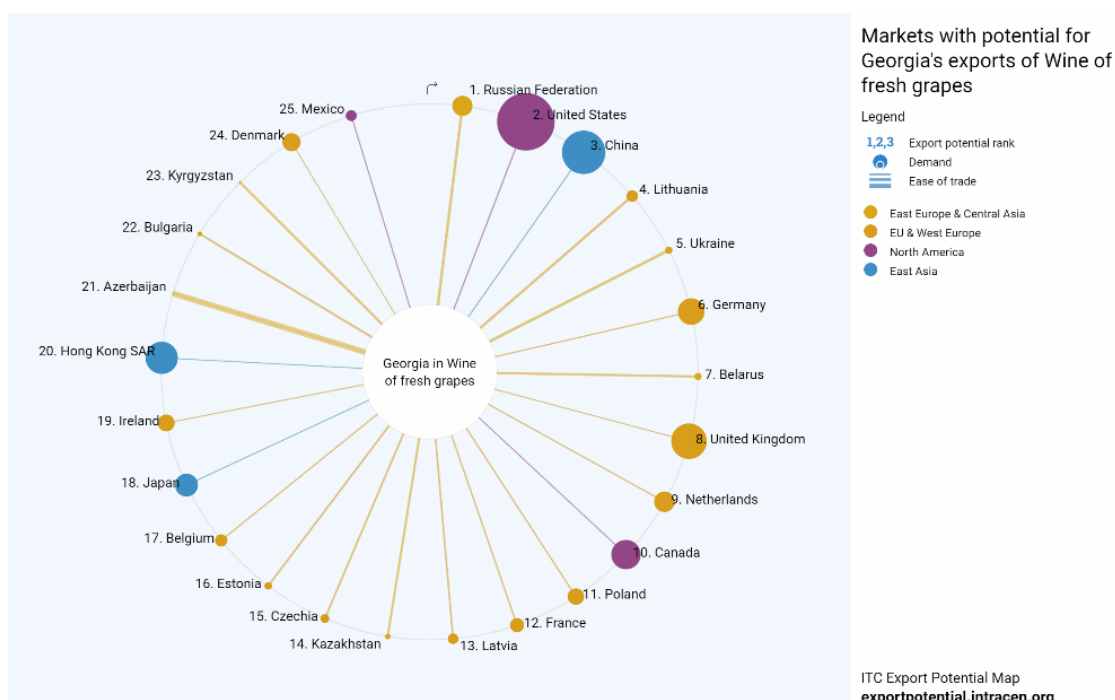 Markets with potential for
Georgia's exports of Wine of
fresh grapes
Legend
1,2,3 Export potential rank
Demand
Ease of trade
East Europe & Central Asia
EU & West Europe
North America
East Asia
Georgia in Wine
of fresh grapes
1. Russian Federation
2. United States
3. China
4. Lithuania
5. Ukraine
6. Germany
7. Belarus
8. United Kingdom
9. Netherlands
10. Canada
11. Poland
12. France
13. Latvia
14. Kazakhstan
15. Czechia
16. Estonia
17. Belgium
18. Japan
19. Ireland
20. Hong Kong SAR
21. Azerbaijan
22. Bulgaria
23. Kyrgyzstan
24. Denmark
25. Mexico
ITC Export Potential Map
exportpotential.intracen.org